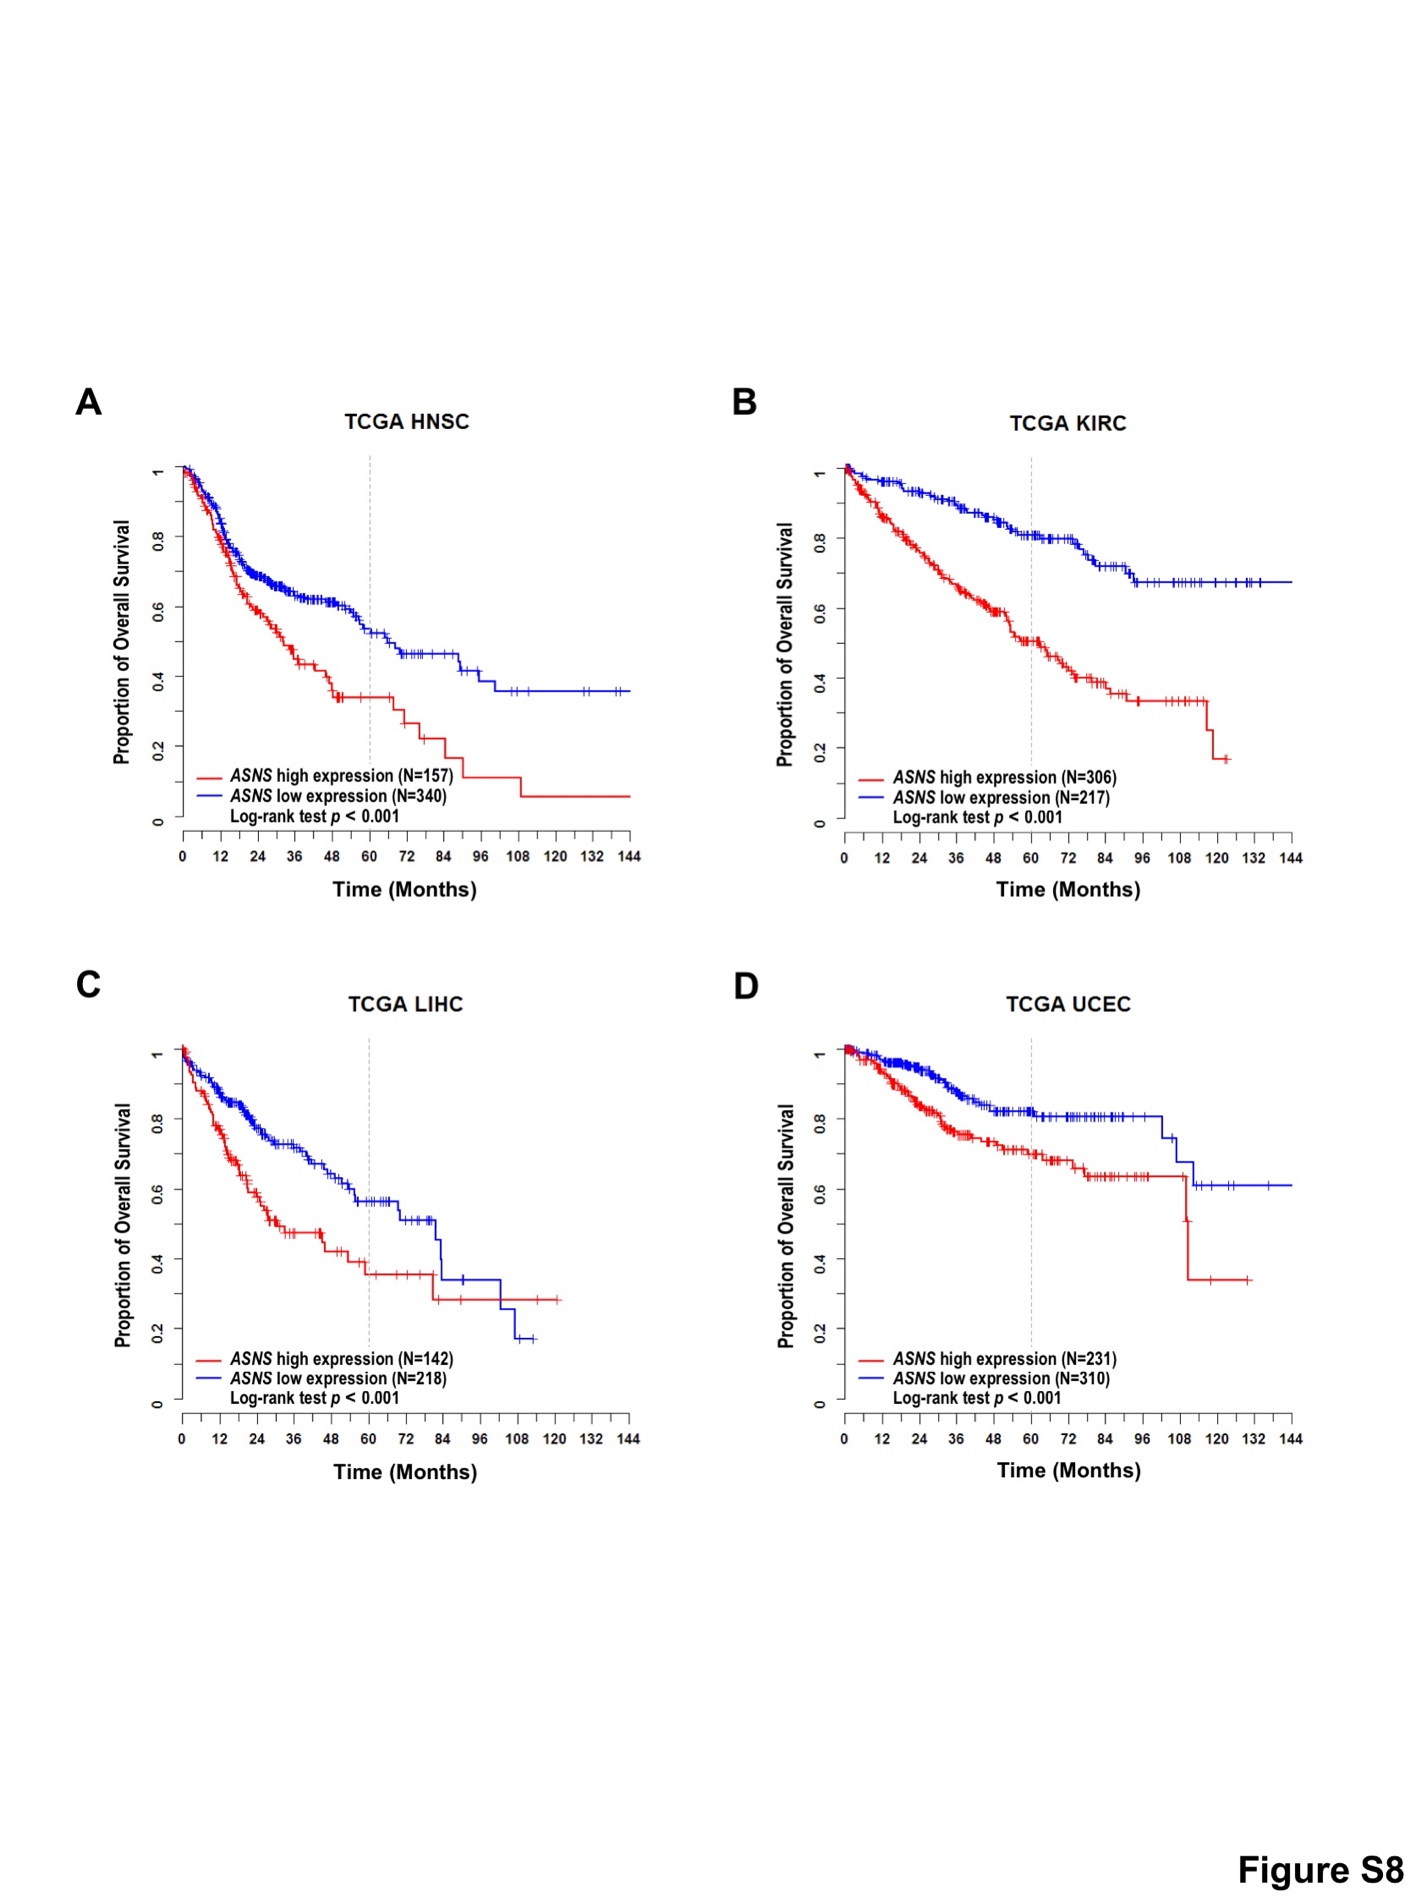 A
TCGA HNSC
Proportion of Overall Survival
1
0.8
0.6
0.4
0.2
0
ASNS high expression (N=157)
ASNS low expression (N=340)
Log-rank test p < 0.001
0 12 24 36 48 60 72 84 96 108 120 132 144
Time (Months)
B
TCGA KIRC
Proportion of Overall Survival
1
0.8
0.6
0.4
0.2
0
ASNS high expression (N=306)
ASNS low expression (N=217)
Log-rank test p < 0.001
0 12 24 36 48 60 72 84 96 108 120 132 144
Time (Months)
C
TCGA LIHC
Proportion of Overall Survival
1
0.8
0.6
0.4
0.2
0
ASNS high expression (N=142)
ASNS low expression (N=218)
Log-rank test p < 0.001
0 12 24 36 48 60 72 84 96 108 120 132 144
Time (Months)
D
TCGA UCEC
Proportion of Overall Survival
1
0.8
0.6
0.4
0.2
0
ASNS high expression (N=231)
ASNS low expression (N=310)
Log-rank test p < 0.001
0 12 24 36 48 60 72 84 96 108 120 132 144
Time (Months)
Figure S8